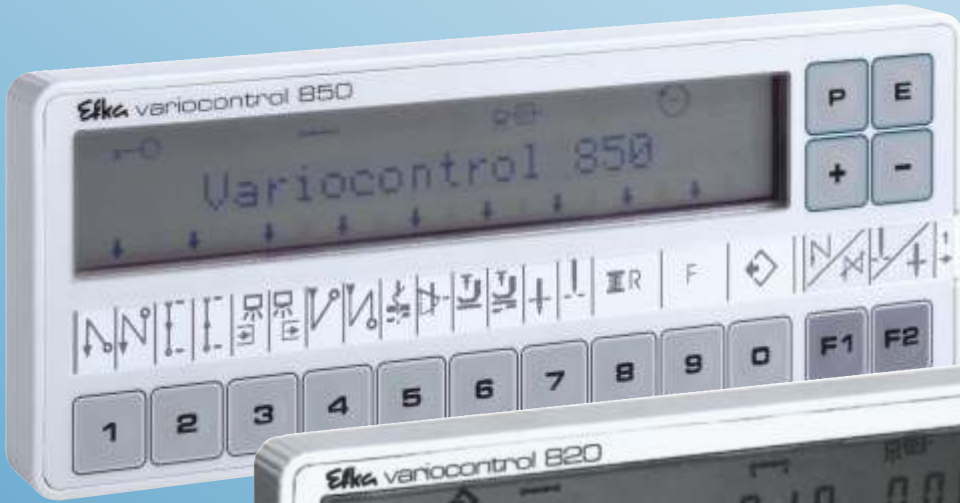 Efka variocontrol 850
Variocontrol 850
P E
+ -
R F
1 2 3 4 5 6 7 8 9 0 F1 F2
Efka variocontrol 820